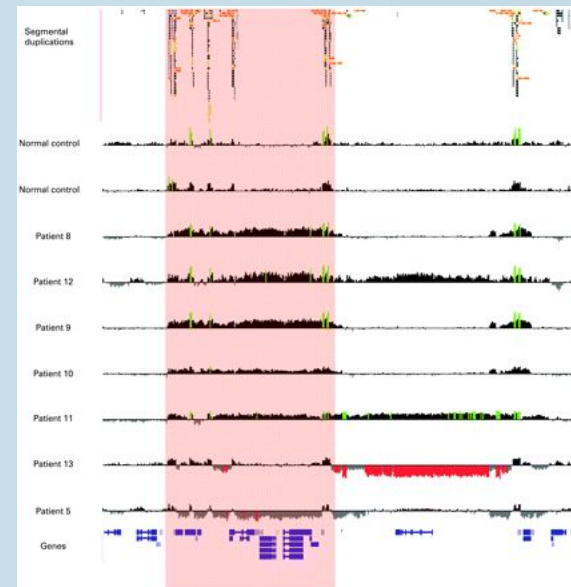 Segmental
duplications
Normal control
Normal control
Patient 8
Patient 12
Patient 9
Patient 10
Patient 11
Patient 13
Patient 5
Genes